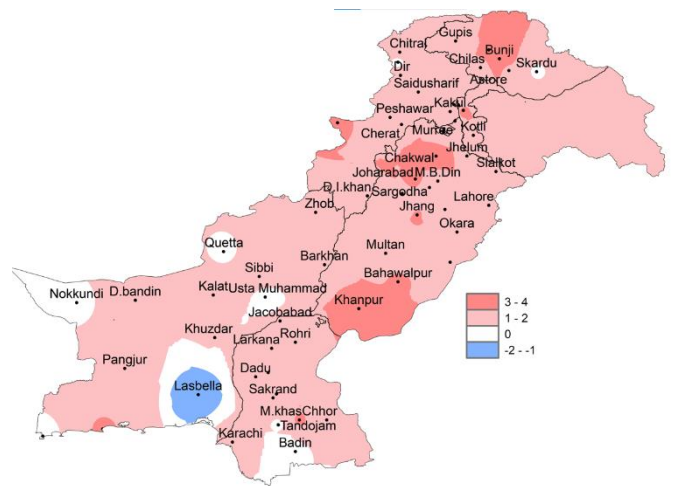 Gupis
Chitral
Bunji
Chilas
Skardu
Dir
Astore
Saidusharif
Kakul
Peshawar
Murree
Kotli
Cherat
Jhelum
Chakwal
Sialkot
Joharabad M.B.Din
D.I.khan
Sargodha
Zhob
Lahore
Jhang
Okara
Quetta
Multan
Barkhan
Sibbi
Bahawalpur
Nokkundi
D.bandin
Kalat
Usta Muhammad
Khanpur
3 - 4
1 - 2
0
-2 - -1
Jacobabad
Khuzdar
Rohri
Larkana
Pangjur
Dadu
Lasbella
Sakrand
M.khas Chhor
Tandojam
Karachi
Badin